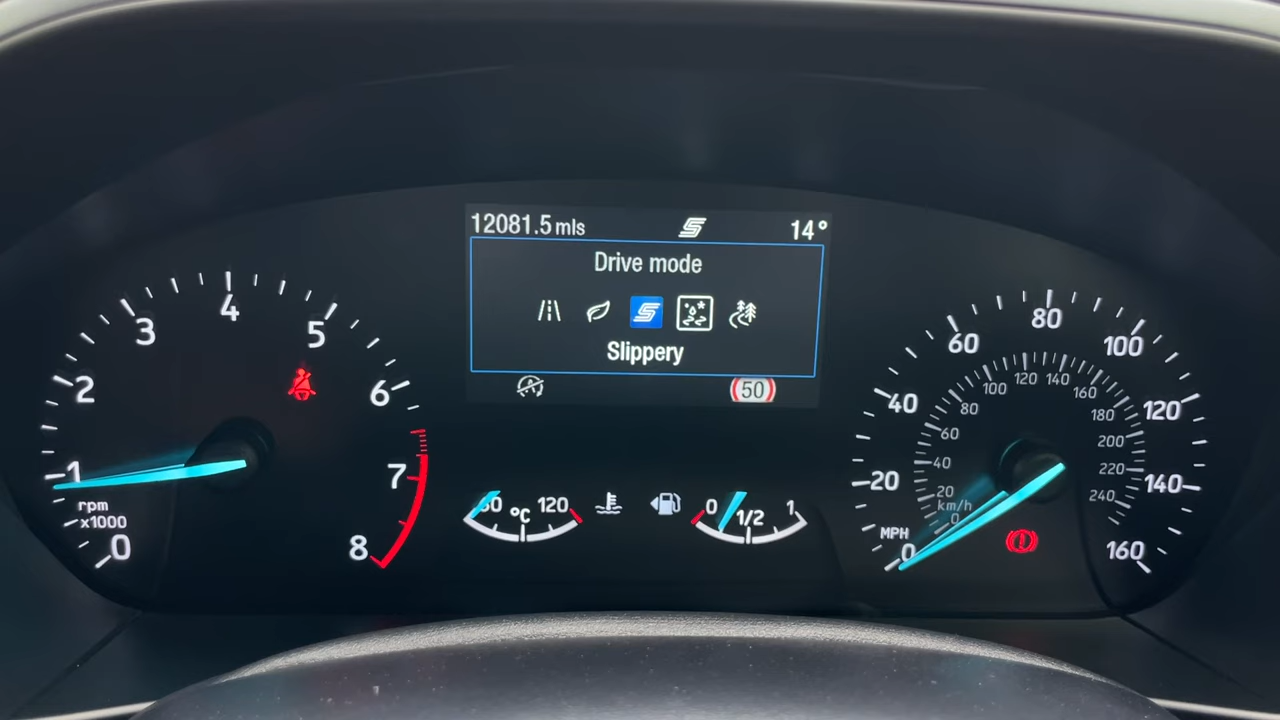 12081.5 mls 14°
Drive mode
Slippery
50
0 1 2 3 4 5 6 7 8
rpm
x1000
60 °C 120
0 1/2 1
0 20 40 60 80 100 120 140 160
MPH
0 20 40 60 80 100 120 140 160 180 200 220 240
km/h